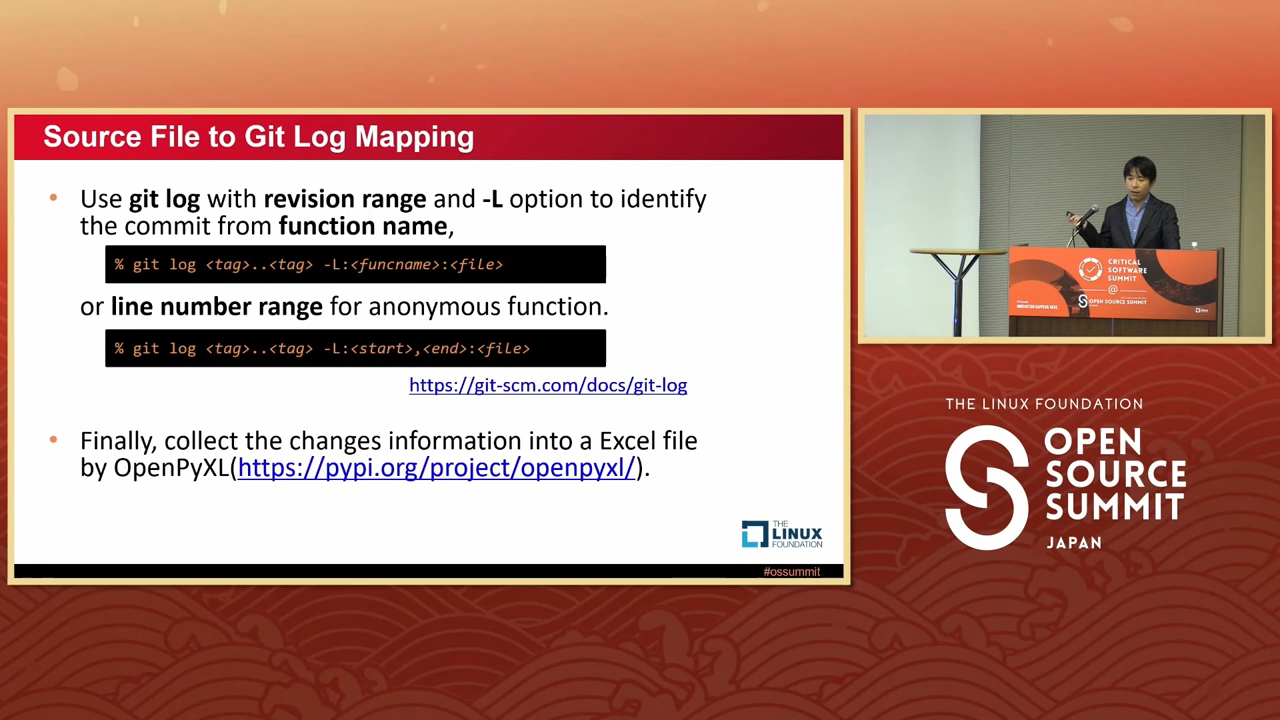 Source File to Git Log Mapping
• Use git log with revision range and -L option to identify
the commit from function name,
% git log <tag>..<tag> -L:<funcname>:<file>
or line number range for anonymous function.
% git log <tag>..<tag> -L:<start>,<end>:<file>
https://git-scm.com/docs/git-log
• Finally, collect the changes information into a Excel file
by OpenPyXL(https://pypi.org/project/openpyxl/).
THE
LINUX
FOUNDATION
#ossummit
CRITICAL
SOFTWARE
SUMMIT
@
OPEN SOURCE SUMMIT
THE LINUX FOUNDATION
OPEN
SOURCE
SUMMIT
JAPAN